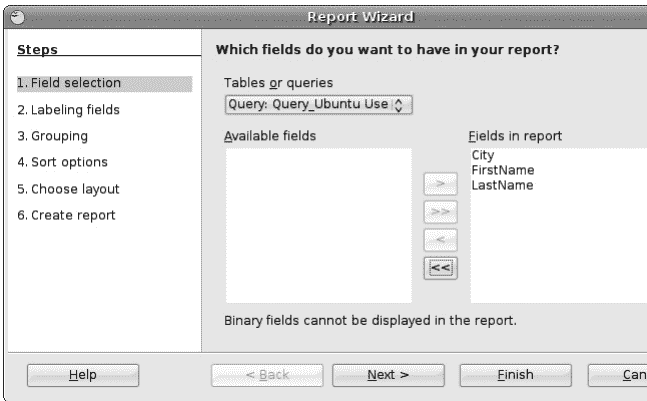 Report Wizard
Steps
1. Field selection
2. Labeling fields
3. Grouping
4. Sort options
5. Choose layout
6. Create report
Which fields do you want to have in your report?
Tables or queries
Query: Query_Ubuntu Use
Available fields
>
>>
<
<<
Fields in report
City
FirstName
LastName
Binary fields cannot be displayed in the report.
Help
< Back
Next >
Finish
Can